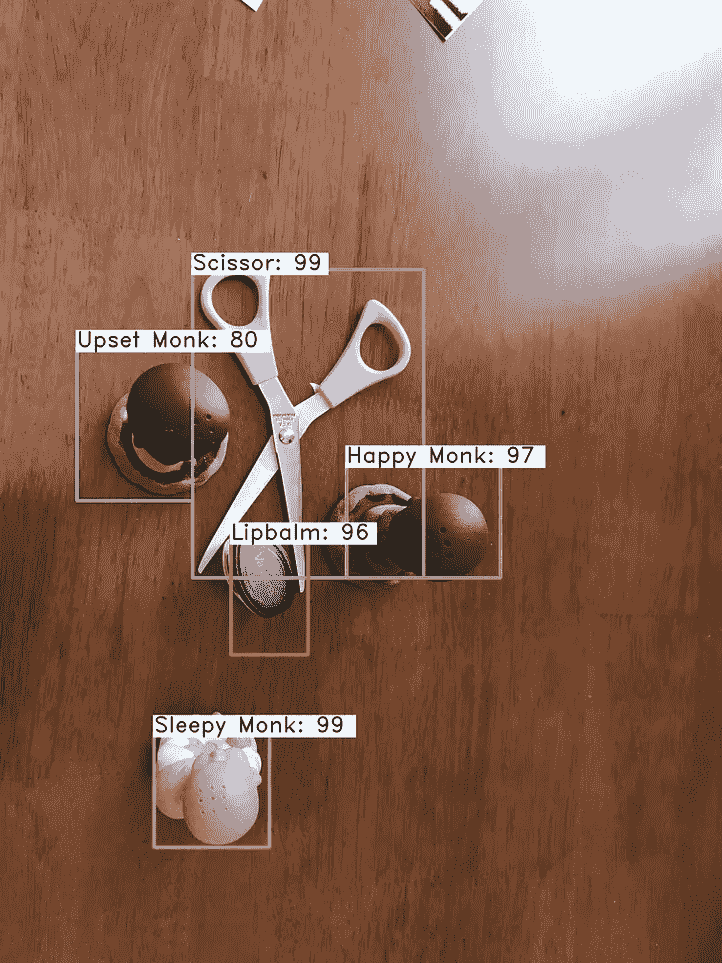 Scissor: 99
Upset Monk: 80
Happy Monk: 97
Lipbalm: 96
Sleepy Monk: 99